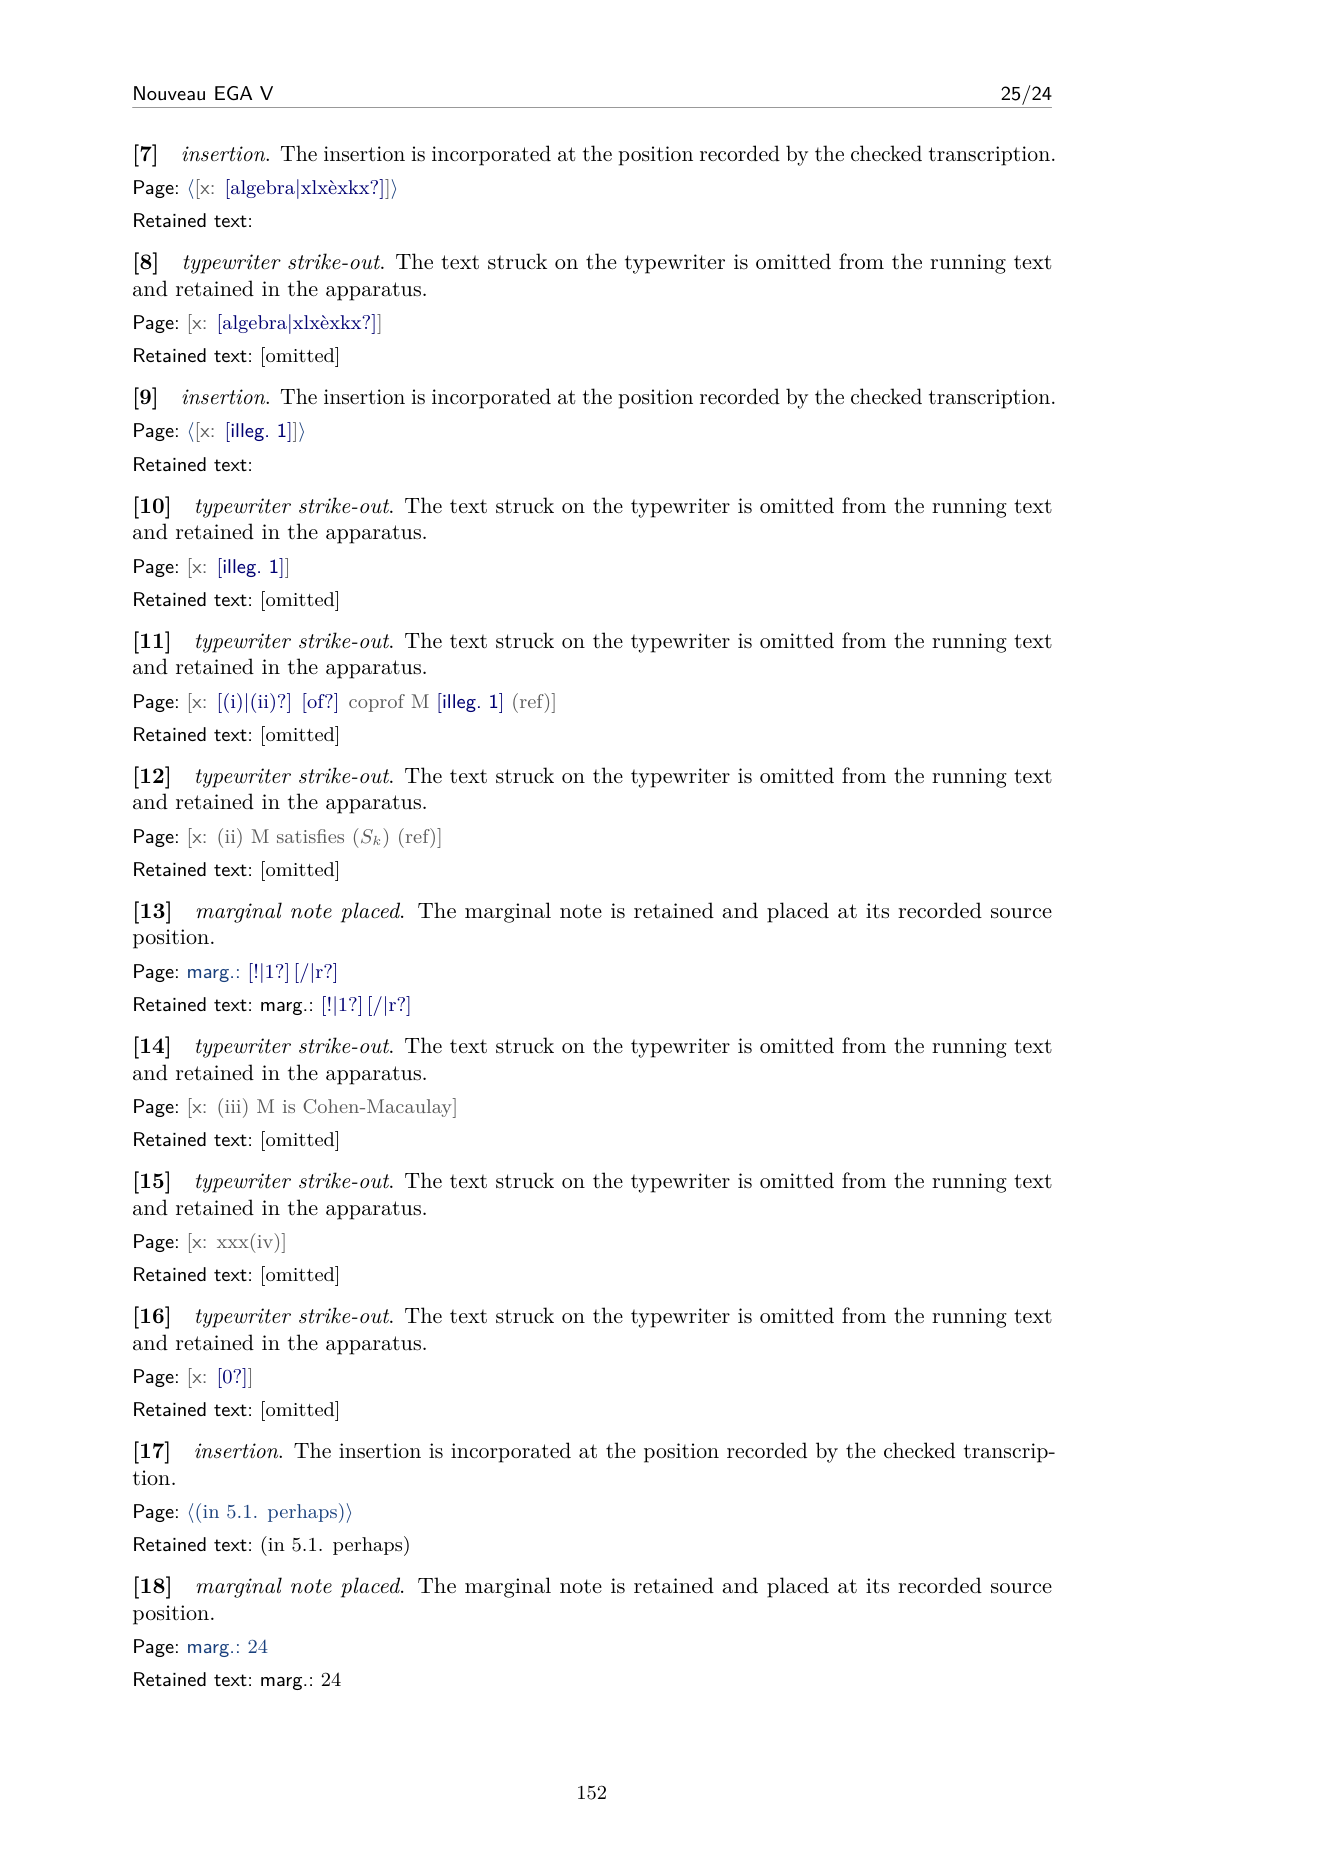 Nouveau EGA V 25/24
[7] insertion. The insertion is incorporated at the position recorded by the checked transcription.
Page: ⟨[x: [algebra|xlxèxkx?]]⟩
Retained text:
[8] typewriter strike-out. The text struck on the typewriter is omitted from the running text
and retained in the apparatus.
Page: [x: [algebra|xlxèxkx?]]
Retained text: [omitted]
[9] insertion. The insertion is incorporated at the position recorded by the checked transcription.
Page: ⟨[x: [illeg. 1]]⟩
Retained text:
[10] typewriter strike-out. The text struck on the typewriter is omitted from the running text
and retained in the apparatus.
Page: [x: [illeg. 1]]
Retained text: [omitted]
[11] typewriter strike-out. The text struck on the typewriter is omitted from the running text
and retained in the apparatus.
Page: [x: [(i)|(ii)?] [of?] coprof M [illeg. 1] (ref)]
Retained text: [omitted]
[12] typewriter strike-out. The text struck on the typewriter is omitted from the running text
and retained in the apparatus.
Page: [x: (ii) M satisfies (Sₖ) (ref)]
Retained text: [omitted]
[13] marginal note placed. The marginal note is retained and placed at its recorded source
position.
Page: marg.: [!|1?] [/|r?]
Retained text: marg.: [!|1?] [/|r?]
[14] typewriter strike-out. The text struck on the typewriter is omitted from the running text
and retained in the apparatus.
Page: [x: (iii) M is Cohen-Macaulay]
Retained text: [omitted]
[15] typewriter strike-out. The text struck on the typewriter is omitted from the running text
and retained in the apparatus.
Page: [x: xxx(iv)]
Retained text: [omitted]
[16] typewriter strike-out. The text struck on the typewriter is omitted from the running text
and retained in the apparatus.
Page: [x: [0?]]
Retained text: [omitted]
[17] insertion. The insertion is incorporated at the position recorded by the checked transcrip-
tion.
Page: ⟨(in 5.1. perhaps)⟩
Retained text: (in 5.1. perhaps)
[18] marginal note placed. The marginal note is retained and placed at its recorded source
position.
Page: marg.: 24
Retained text: marg.: 24
152